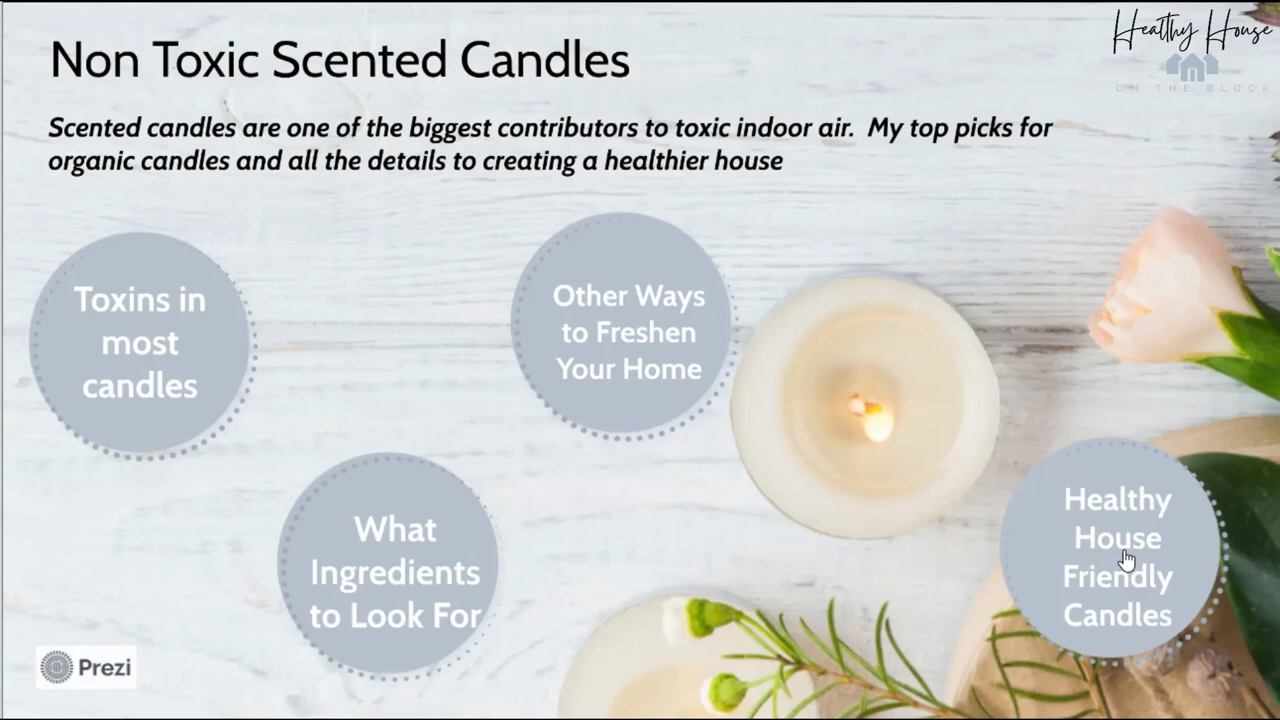 Healthy House
ON THE BLOCK
Non Toxic Scented Candles
Scented candles are one of the biggest contributors to toxic indoor air.  My top picks for
organic candles and all the details to creating a healthier house
Toxins in
most
candles
What
Ingredients
to Look For
Other Ways
to Freshen
Your Home
Healthy
House
Friendly
Candles
Prezi